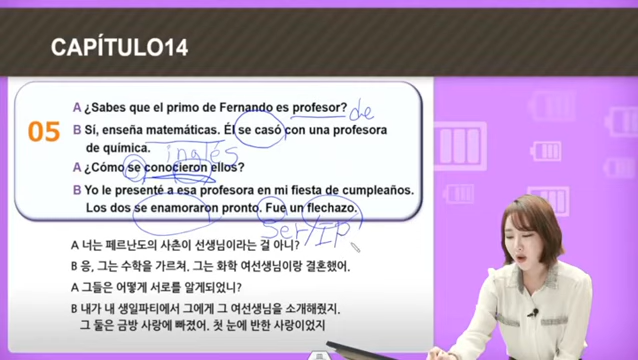 CAPÍTULO14
05
A ¿Sabes que el primo de Fernando es profesor? de
B Sí, enseña matemáticas. Él se casó con una profesora
de química. inglés
A ¿Cómo se conocieron ellos?
B Yo le presenté a esa profesora en mi fiesta de cumpleaños.
Los dos se enamoraron pronto. Fue un flechazo.
Ser/IP
A 너는 페르난도의 사촌이 선생님이라는 걸 아니?
B 응, 그는 수학을 가르쳐. 그는 화학 여선생님이랑 결혼했어.
A 그들은 어떻게 서로를 알게되었니?
B 내가 내 생일파티에서 그에게 그 여선생님을 소개해줬지.
그 둘은 금방 사랑에 빠졌어. 첫 눈에 반한 사랑이었지